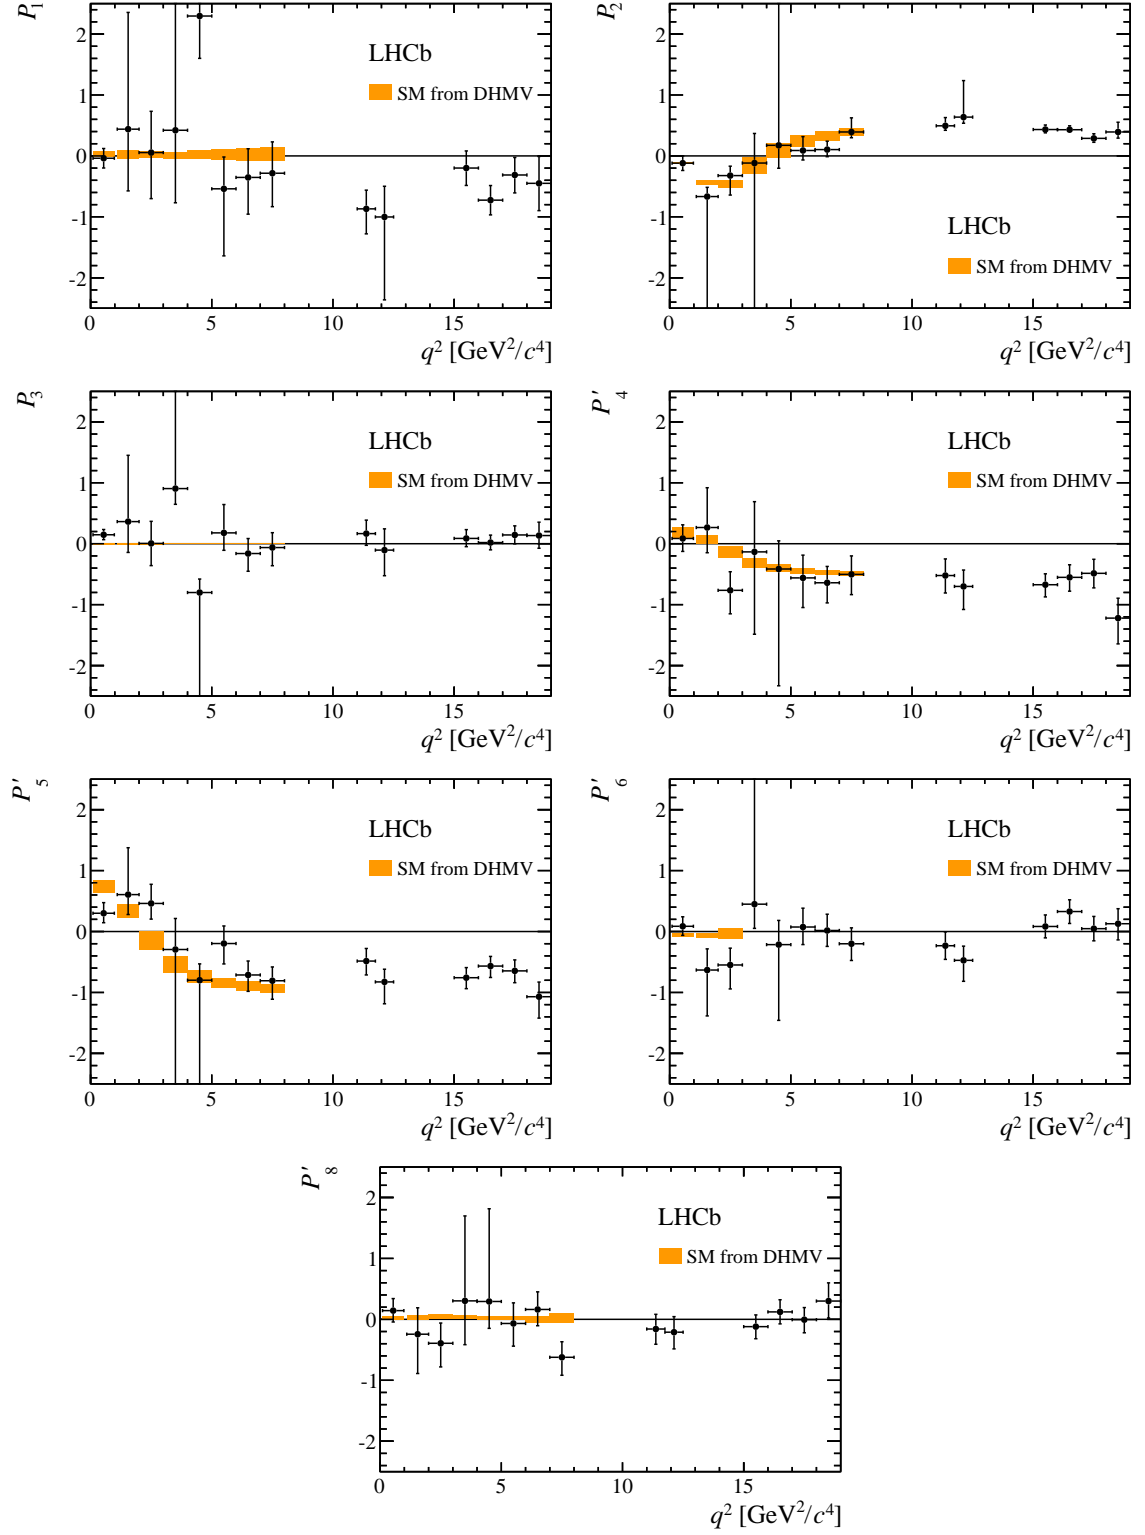 P₁
2
1
0
-1
-2
LHCb
SM from DHMV
0 5 10 15
q² [GeV²/c⁴]
P₂
2
1
0
-1
-2
LHCb
SM from DHMV
0 5 10 15
q² [GeV²/c⁴]
P₃
2
1
0
-1
-2
LHCb
SM from DHMV
0 5 10 15
q² [GeV²/c⁴]
P′₄
2
1
0
-1
-2
LHCb
SM from DHMV
0 5 10 15
q² [GeV²/c⁴]
P′₅
2
1
0
-1
-2
LHCb
SM from DHMV
0 5 10 15
q² [GeV²/c⁴]
P′₆
2
1
0
-1
-2
LHCb
SM from DHMV
0 5 10 15
q² [GeV²/c⁴]
P′₈
2
1
0
-1
-2
LHCb
SM from DHMV
0 5 10 15
q² [GeV²/c⁴]